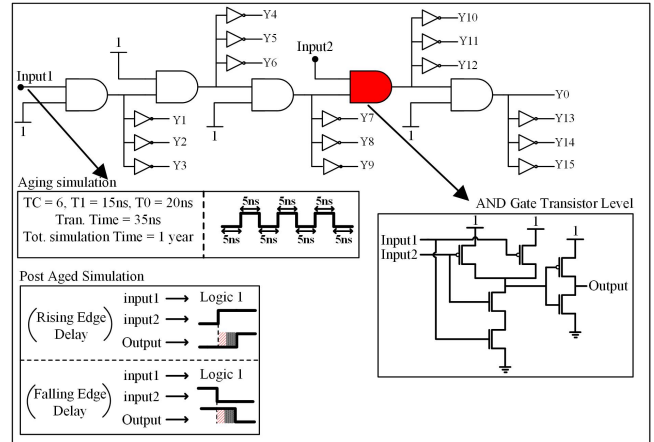 Y4
Y5
Y6
Y10
Y11
Y12
1
Input2
Input1
1
1
1
Y0
Y1
Y2
Y3
Y7
Y8
Y9
Y13
Y14
Y15
Aging simulation
TC = 6, T1 = 15ns, T0 = 20ns
Tran. Time = 35ns
Tot. simulation Time = 1 year
5ns 5ns 5ns
5ns 5ns 5ns 5ns
AND Gate Transistor Level
1
1
1
Input1
Input2
Output
Post Aged Simulation
(Rising Edge Delay)
input1 Logic 1
input2
Output
(Falling Edge Delay)
input1 Logic 1
input2
Output